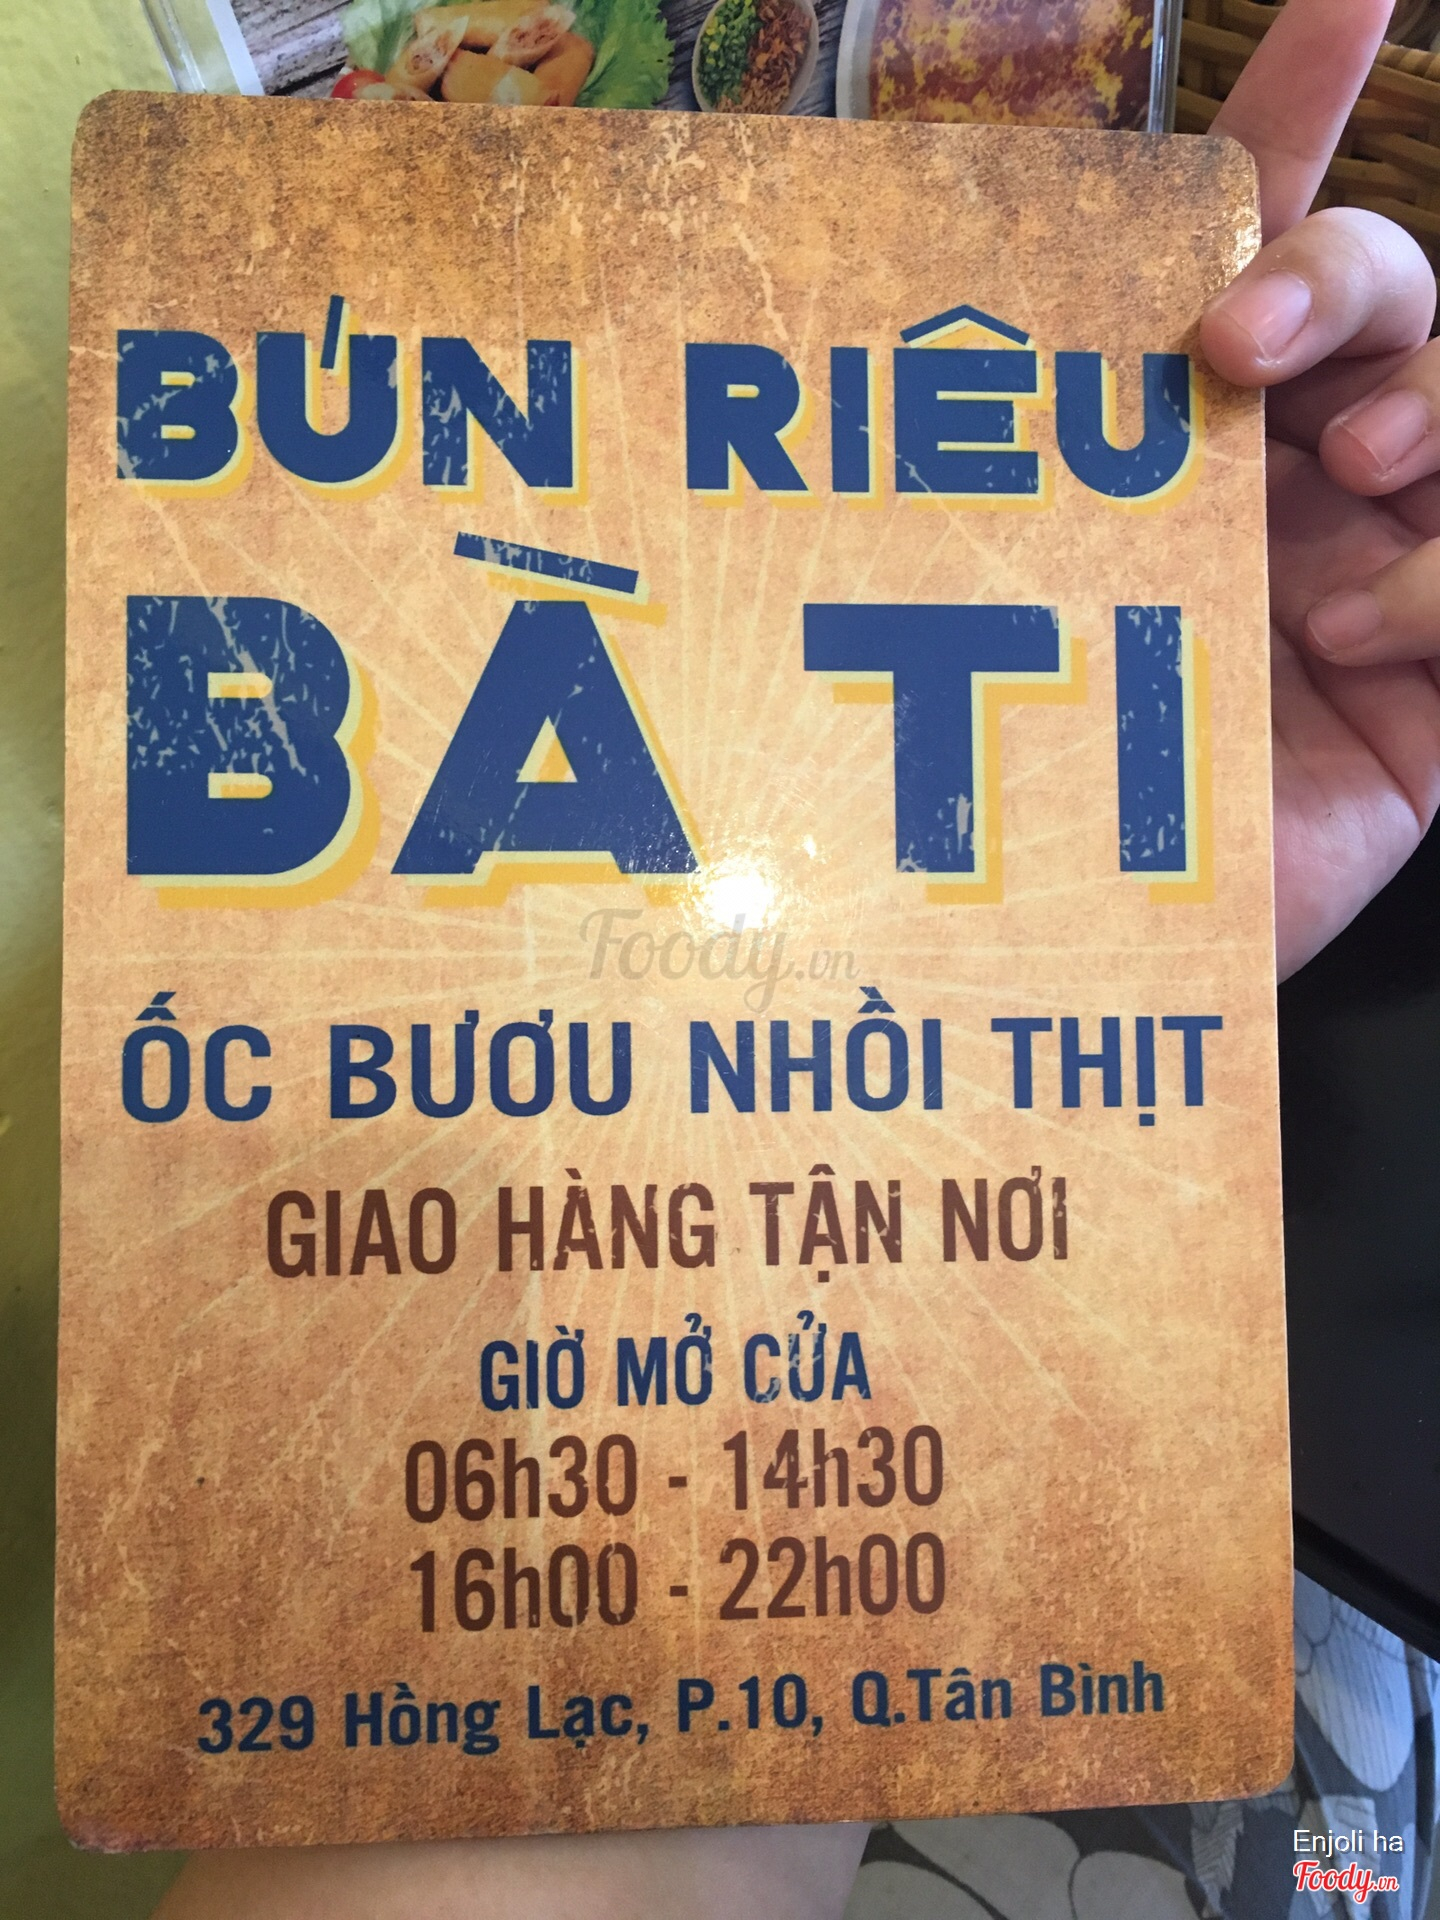 BÚN RIÊU
BÀ TI
Foody.vn
ỐC BƯƠU NHỒI THỊT
GIAO HÀNG TẬN NƠI
GIỜ MỞ CỬA
06h30 - 14h30
16h00 - 22h00
329 Hồng Lạc, P.10, Q.Tân Bình
Enjoli ha
Foody.vn